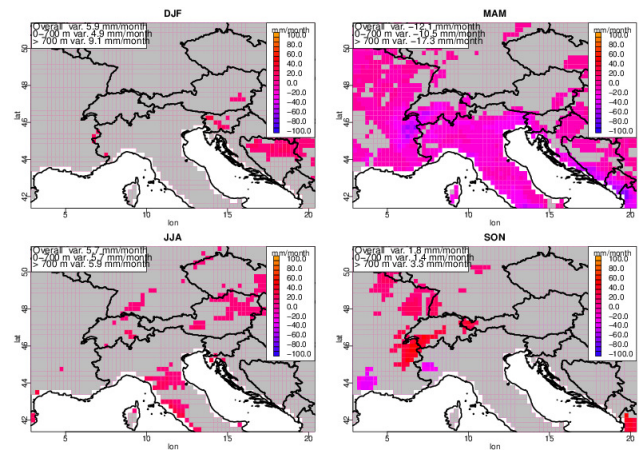 DJF
Overall var. 5.9 mm/month
0~700 m var. 4.9 mm/month
> 700 m var. 9.1 mm/month
mm/month
100.0
80.0
60.0
40.0
20.0
0.0
−20.0
−40.0
−60.0
−80.0
−100.0
lat
50
48
46
44
42
5
10
15
20
lon
MAM
Overall var. −12.1 mm/month
0~700 m var. −10.5 mm/month
> 700 m var. −17.3 mm/month
mm/month
100.0
80.0
60.0
40.0
20.0
0.0
−20.0
−40.0
−60.0
−80.0
−100.0
lat
50
48
46
44
42
5
10
15
20
lon
JJA
Overall var. 5.7 mm/month
0~700 m var. 5.7 mm/month
> 700 m var. 5.9 mm/month
mm/month
100.0
80.0
60.0
40.0
20.0
0.0
−20.0
−40.0
−60.0
−80.0
−100.0
lat
50
48
46
44
42
5
10
15
20
lon
SON
Overall var. 1.8 mm/month
0~700 m var. 1.4 mm/month
> 700 m var. 3.3 mm/month
mm/month
100.0
80.0
60.0
40.0
20.0
0.0
−20.0
−40.0
−60.0
−80.0
−100.0
lat
50
48
46
44
42
5
10
15
20
lon